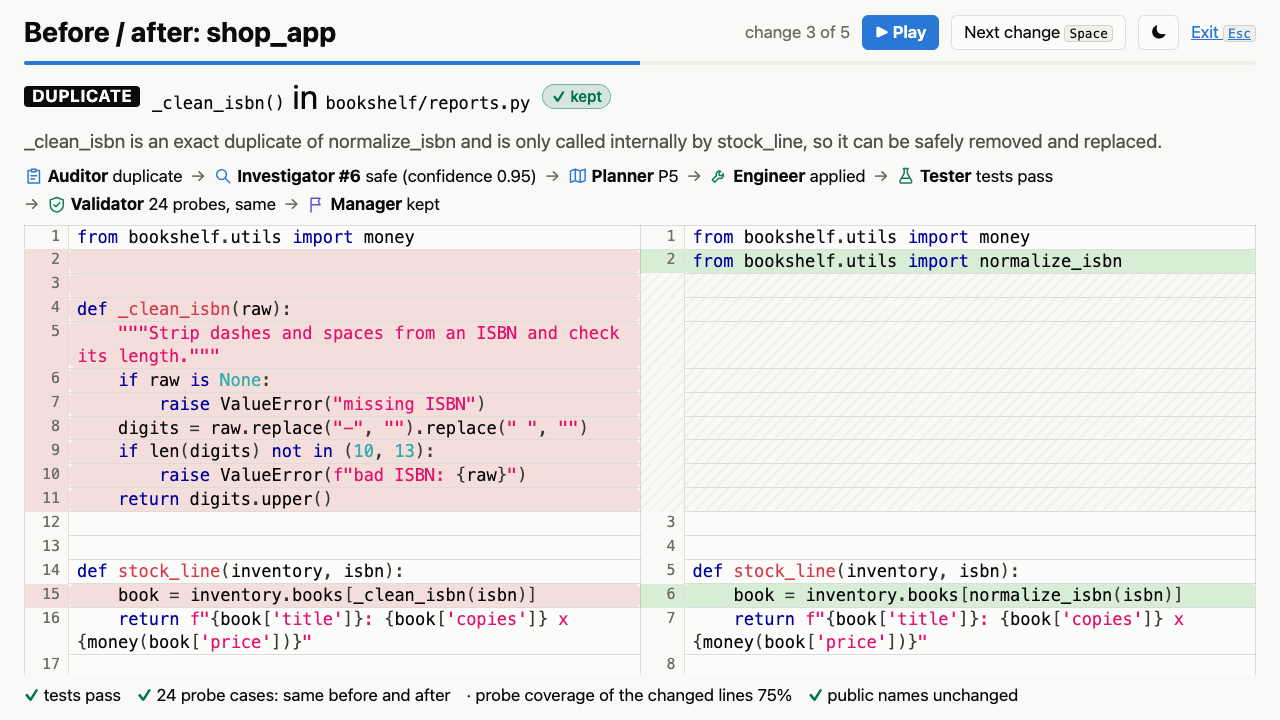 Before / after: shop_app
change 3 of 5
Play
Next change Space
Exit Esc
DUPLICATE _clean_isbn() in bookshelf/reports.py kept
_clean_isbn is an exact duplicate of normalize_isbn and is only called internally by stock_line, so it can be safely removed and replaced.
Auditor duplicate → Investigator #6 safe (confidence 0.95) → Planner P5 → Engineer applied → Tester tests pass
→ Validator 24 probes, same → Manager kept
1 from bookshelf.utils import money
2
3
4 def _clean_isbn(raw):
5     """Strip dashes and spaces from an ISBN and check
its length."""
6     if raw is None:
7         raise ValueError("missing ISBN")
8     digits = raw.replace("-", "").replace(" ", "")
9     if len(digits) not in (10, 13):
10         raise ValueError(f"bad ISBN: {raw}")
11     return digits.upper()
12
13
14 def stock_line(inventory, isbn):
15     book = inventory.books[_clean_isbn(isbn)]
16     return f"{book['title']}: {book['copies']} x
{money(book['price'])}"
17
1 from bookshelf.utils import money
2 from bookshelf.utils import normalize_isbn
3
4
5 def stock_line(inventory, isbn):
6     book = inventory.books[normalize_isbn(isbn)]
7     return f"{book['title']}: {book['copies']} x
{money(book['price'])}"
8
✓ tests pass ✓ 24 probe cases: same before and after · probe coverage of the changed lines 75% ✓ public names unchanged